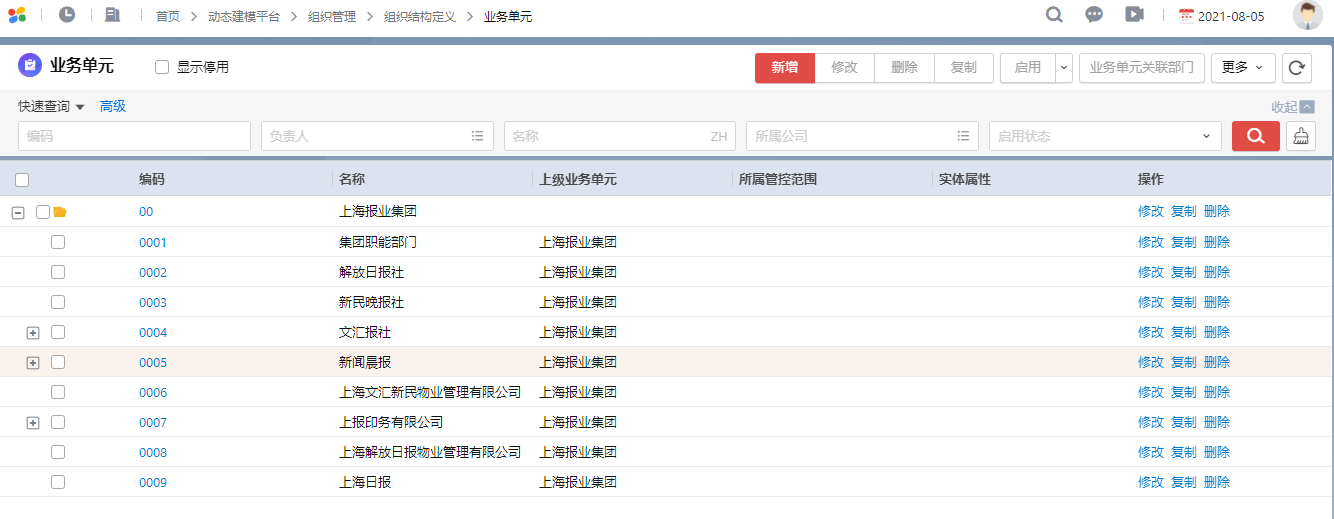 首页 > 动态建模平台 > 组织管理 > 组织结构定义 > 业务单元 2021-08-05
业务单元 显示停用 新增 修改 删除 复制 启用 业务单元关联部门 更多
快速查询 高级 收起
编码 负责人 名称 ZH 所属公司 启用状态
编码 名称 上级业务单元 所属管控范围 实体属性 操作
00 上海报业集团 修改 复制 删除
0001 集团职能部门 上海报业集团 修改 复制 删除
0002 解放日报社 上海报业集团 修改 复制 删除
0003 新民晚报社 上海报业集团 修改 复制 删除
0004 文汇报社 上海报业集团 修改 复制 删除
0005 新闻晨报 上海报业集团 修改 复制 删除
0006 上海文汇新民物业管理有限公司 上海报业集团 修改 复制 删除
0007 上报印务有限公司 上海报业集团 修改 复制 删除
0008 上海解放日报物业管理有限公司 上海报业集团 修改 复制 删除
0009 上海日报 上海报业集团 修改 复制 删除